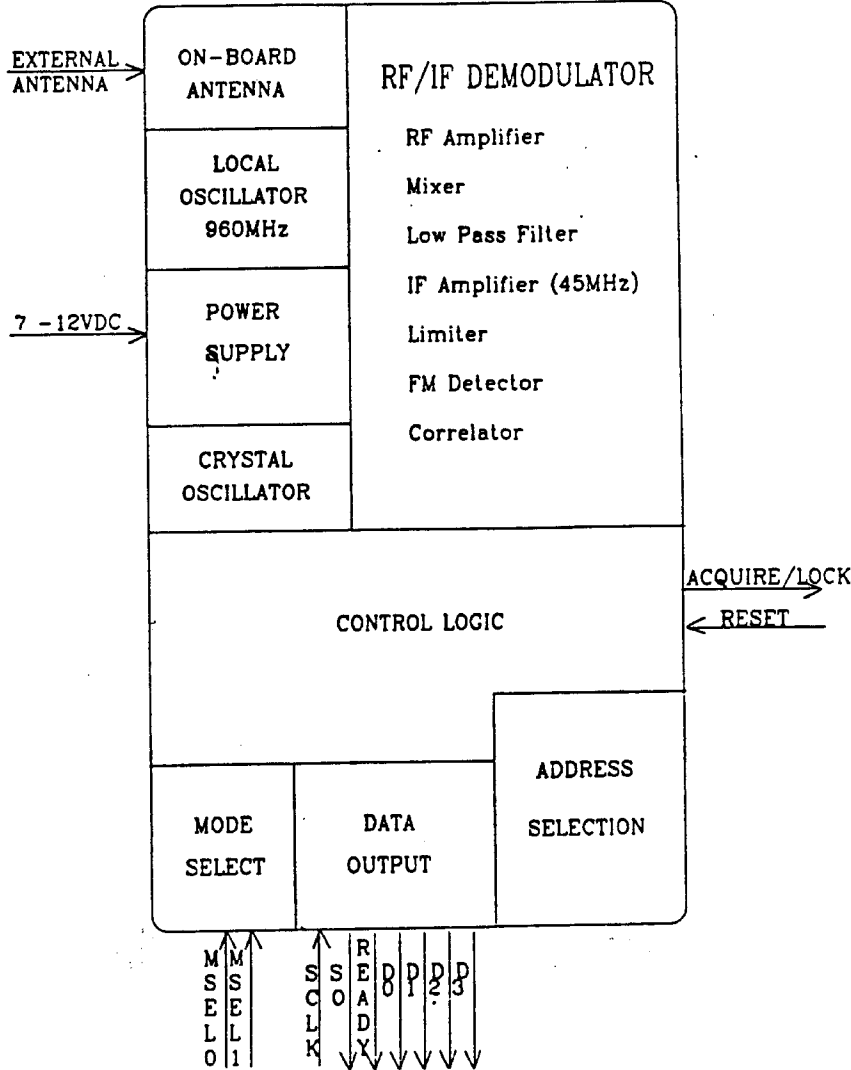 EXTERNAL
ANTENNA
ON-BOARD
ANTENNA
LOCAL
OSCILLATOR
960MHz
7 -12VDC
POWER
SUPPLY
CRYSTAL
OSCILLATOR
RF/IF DEMODULATOR
RF Amplifier
Mixer
Low Pass Filter
IF Amplifier (45MHz)
Limiter
FM Detector
Correlator
CONTROL LOGIC
ACQUIRE/LOCK
RESET
MODE
SELECT
DATA
OUTPUT
ADDRESS
SELECTION
MSEL0
MSEL1
SCLK
SO
READY
D0
D1
D2
D3